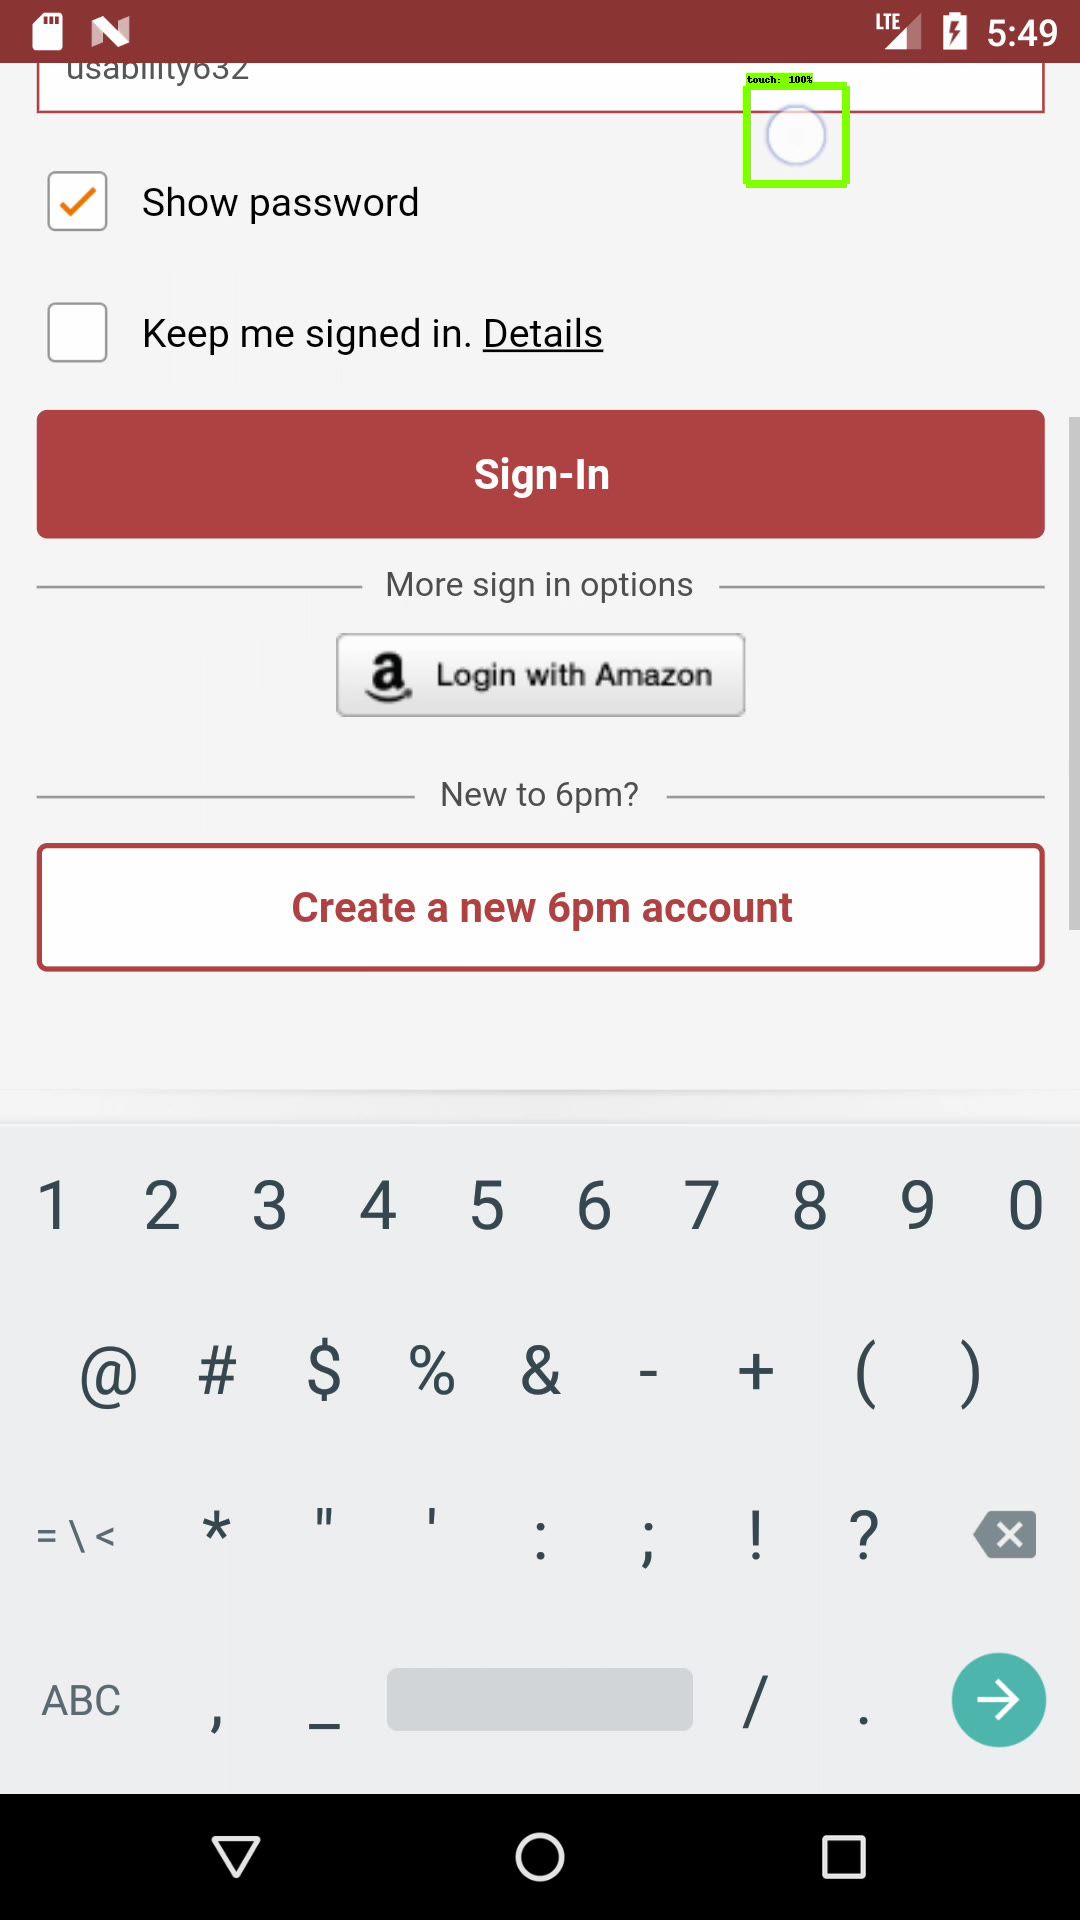 LTE 5:49
usability632
touch: 100%
Show password
Keep me signed in. Details
Sign-In
More sign in options
a Login with Amazon
New to 6pm?
Create a new 6pm account
1 2 3 4 5 6 7 8 9 0
@ # $ % & - + ( )
= \ < * " ' : ; ! ?
ABC , _ / .